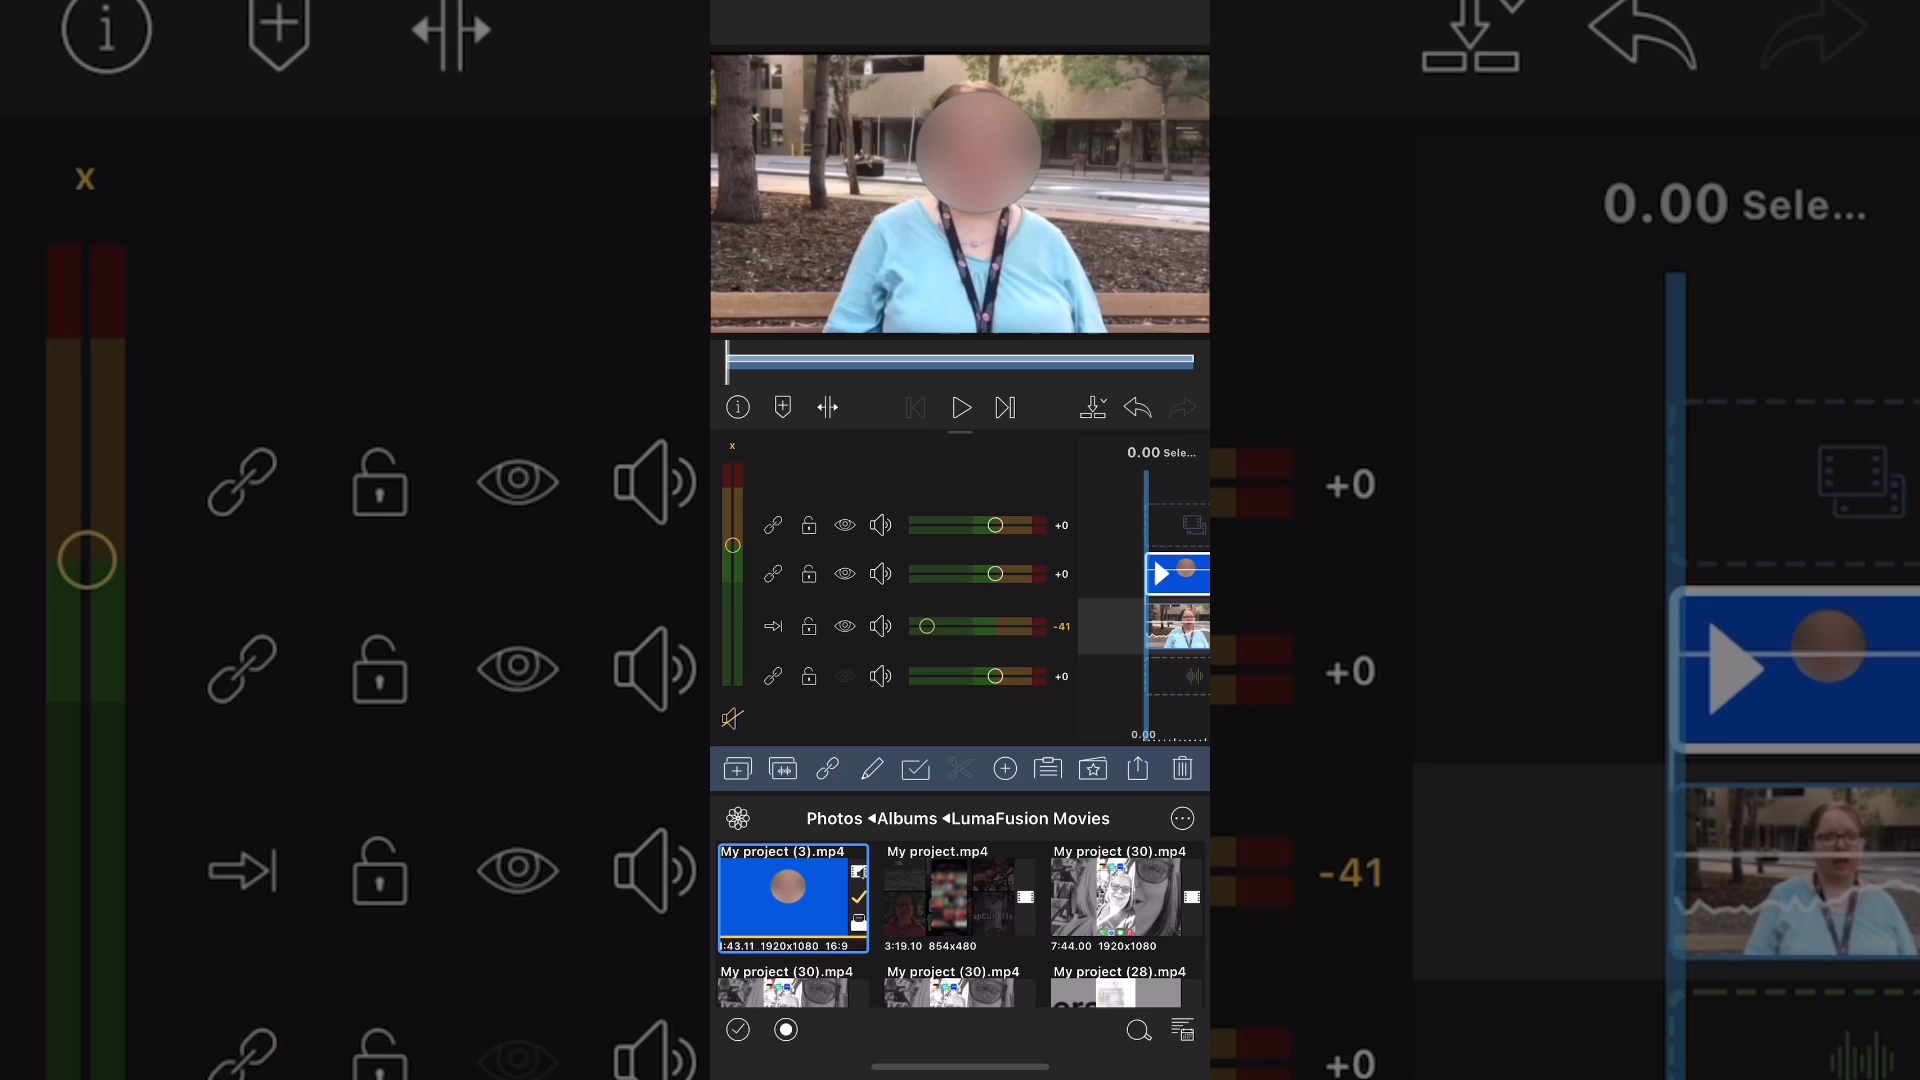 x
0.00 Sele...
+0
+0
-41
+0
x
0.00 Sele...
+0
+0
-41
+0
0.00
Photos ◂Albums ◂LumaFusion Movies
My project (3).mp4
My project.mp4
My project (30).mp4
1:43.11 1920x1080 16:9
3:19.10 854x480
7:44.00 1920x1080
My project (30).mp4
My project (30).mp4
My project (28).mp4